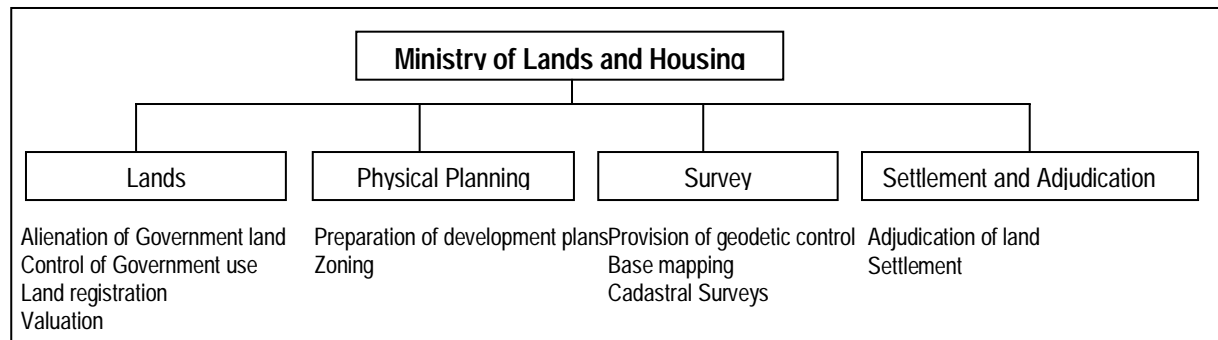 Ministry of Lands and Housing
Lands
Physical Planning
Survey
Settlement and Adjudication
Alienation of Government land
Control of Government use
Land registration
Valuation
Preparation of development plans
Zoning
Provision of geodetic control
Base mapping
Cadastral Surveys
Adjudication of land
Settlement